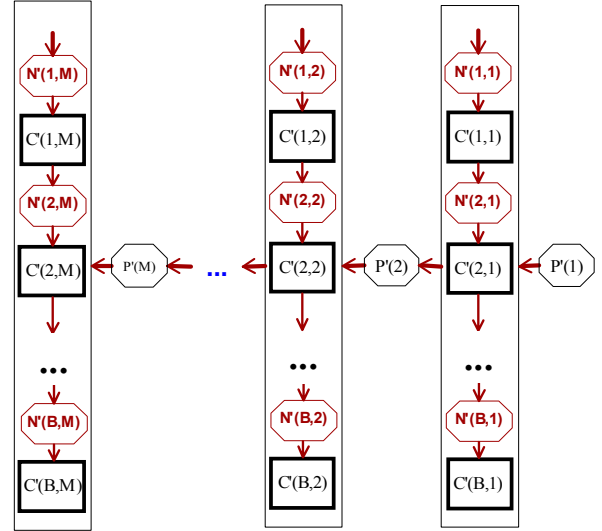 N'(1,M) N'(1,2) N'(1,1)
C'(1,M) C'(1,2) C'(1,1)
N'(2,M) N'(2,2) N'(2,1)
C'(2,M) P'(M) ... C'(2,2) P'(2) C'(2,1) P'(1)
... ... ...
N'(B,M) N'(B,2) N'(B,1)
C'(B,M) C'(B,2) C'(B,1)